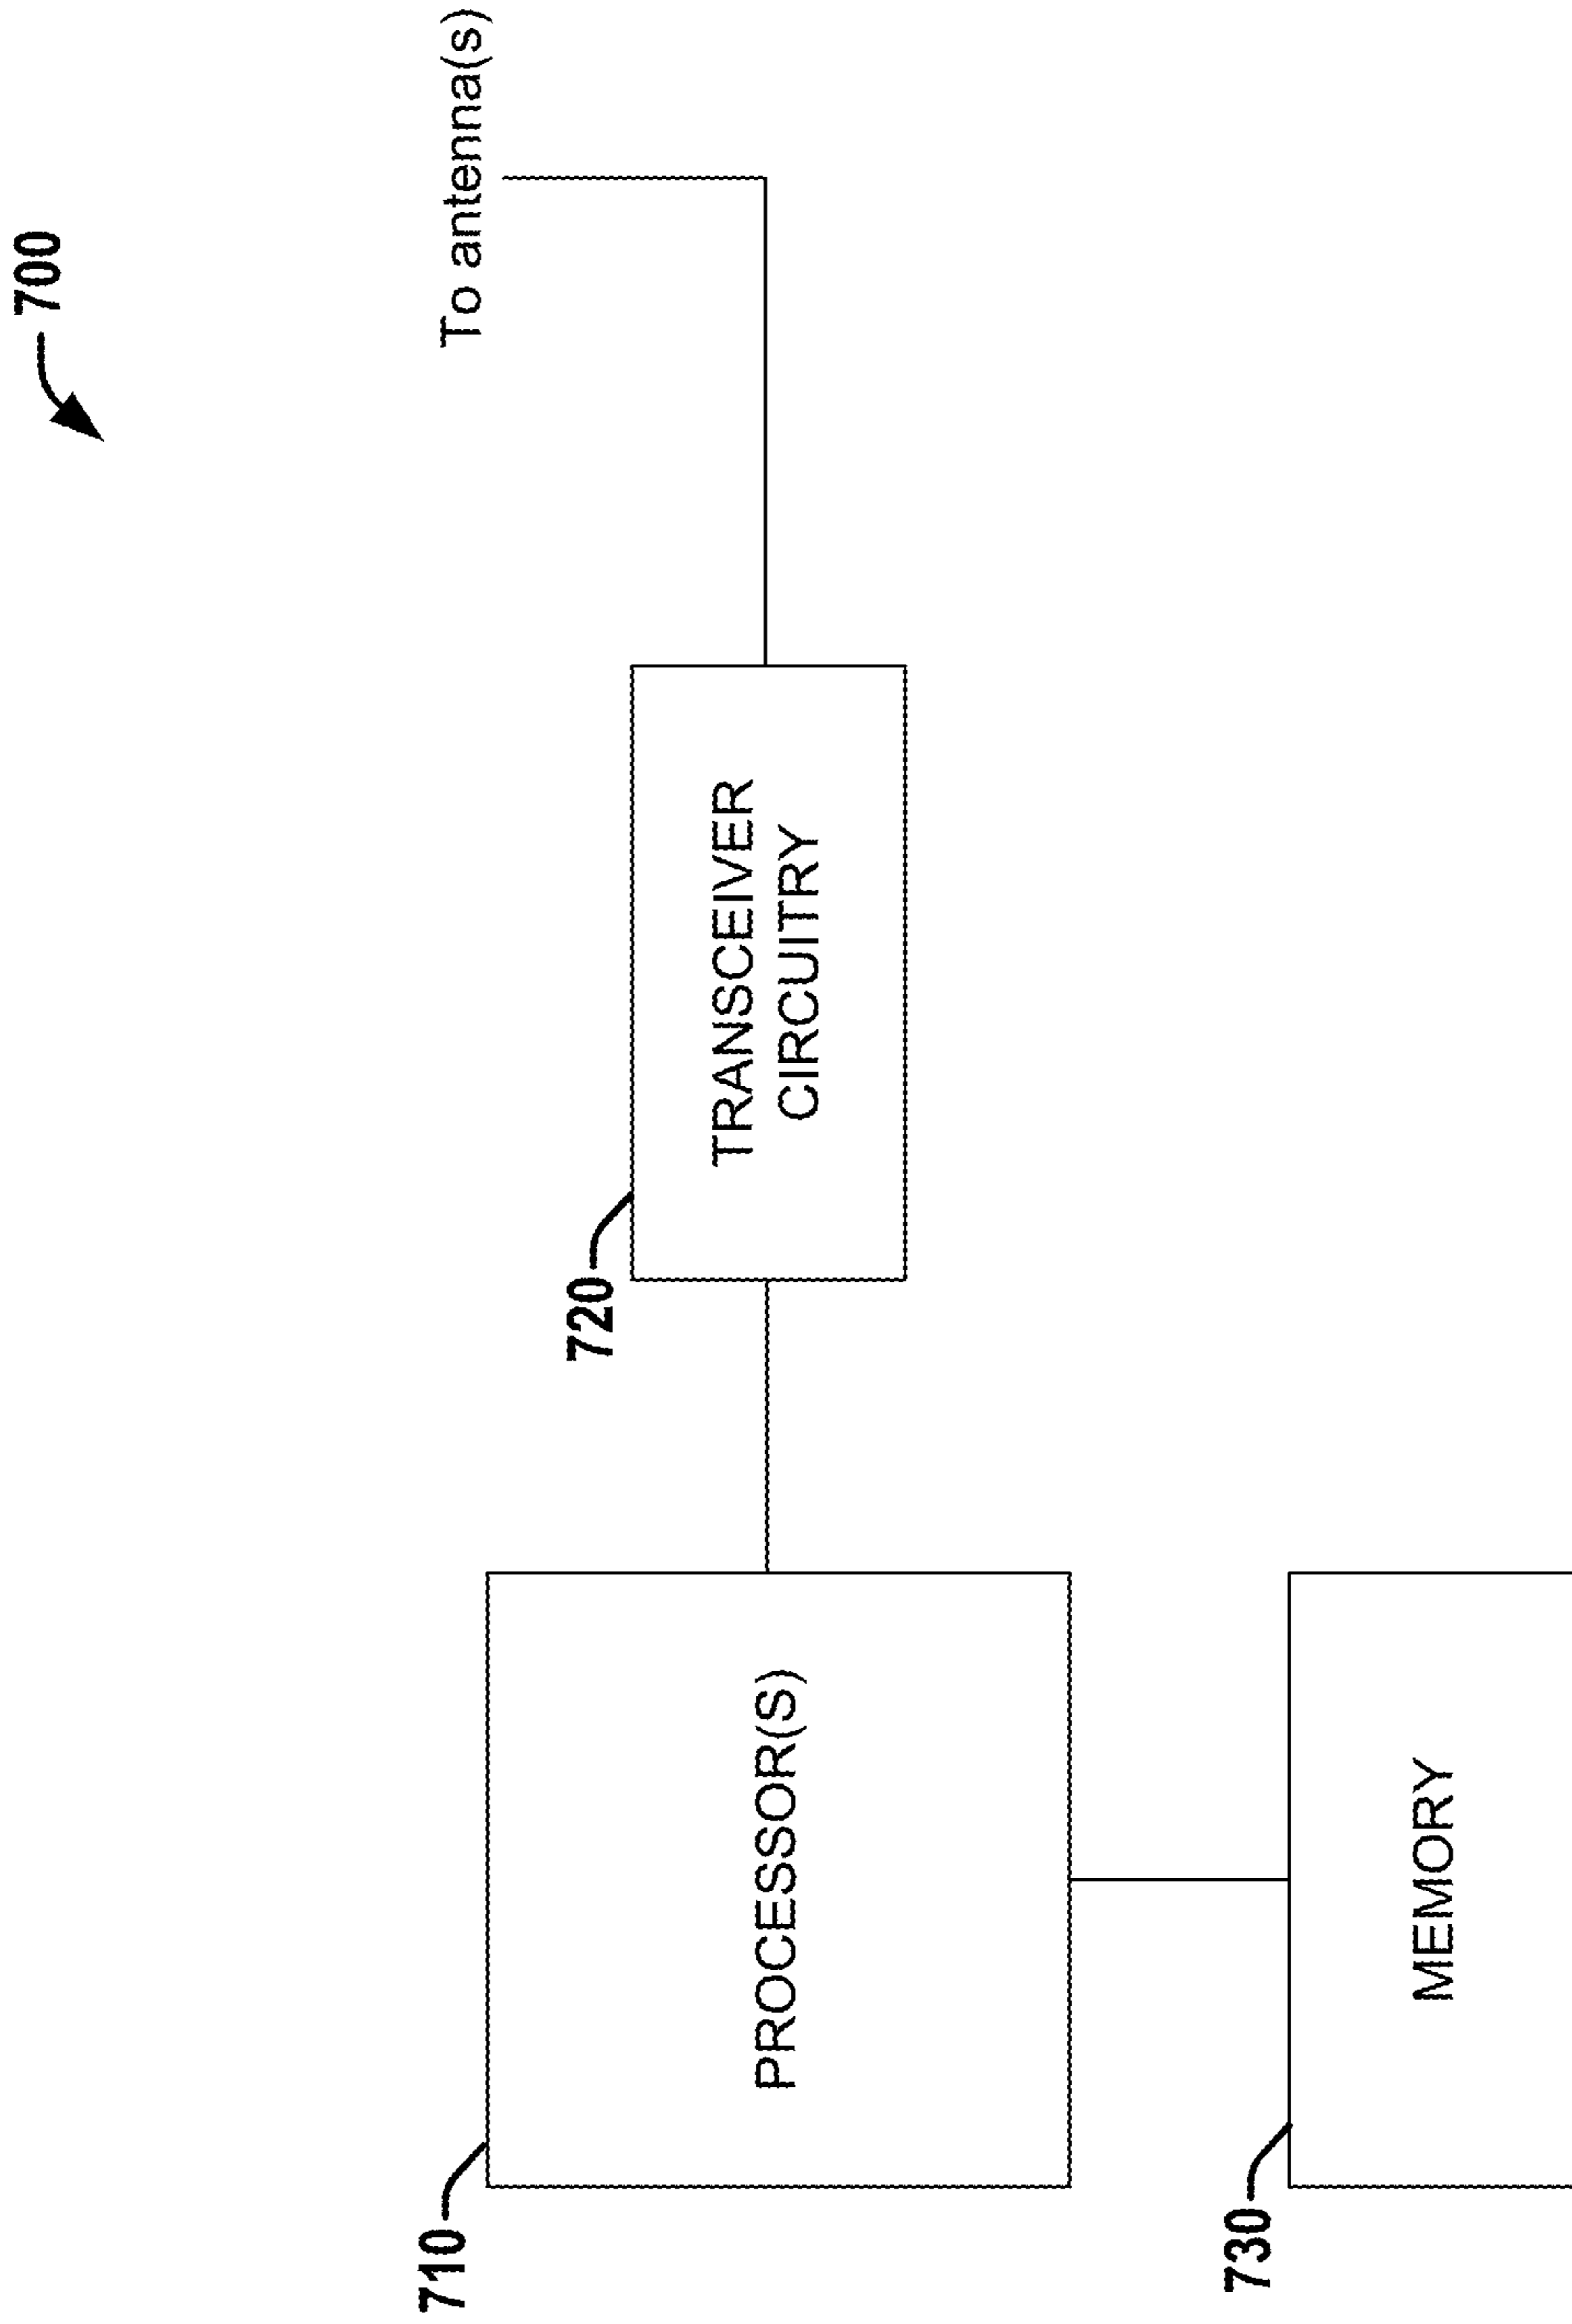 700
To antenna(s)
720
TRANSCEIVER
CIRCUITRY
710
PROCESSOR(S)
730
MEMORY